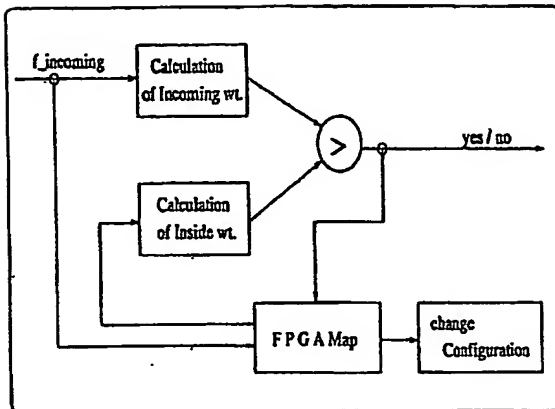 f_incoming
Calculation
of Incoming wt.
>
yes / no
Calculation
of Inside wt.
F P G A Map
change
Configuration